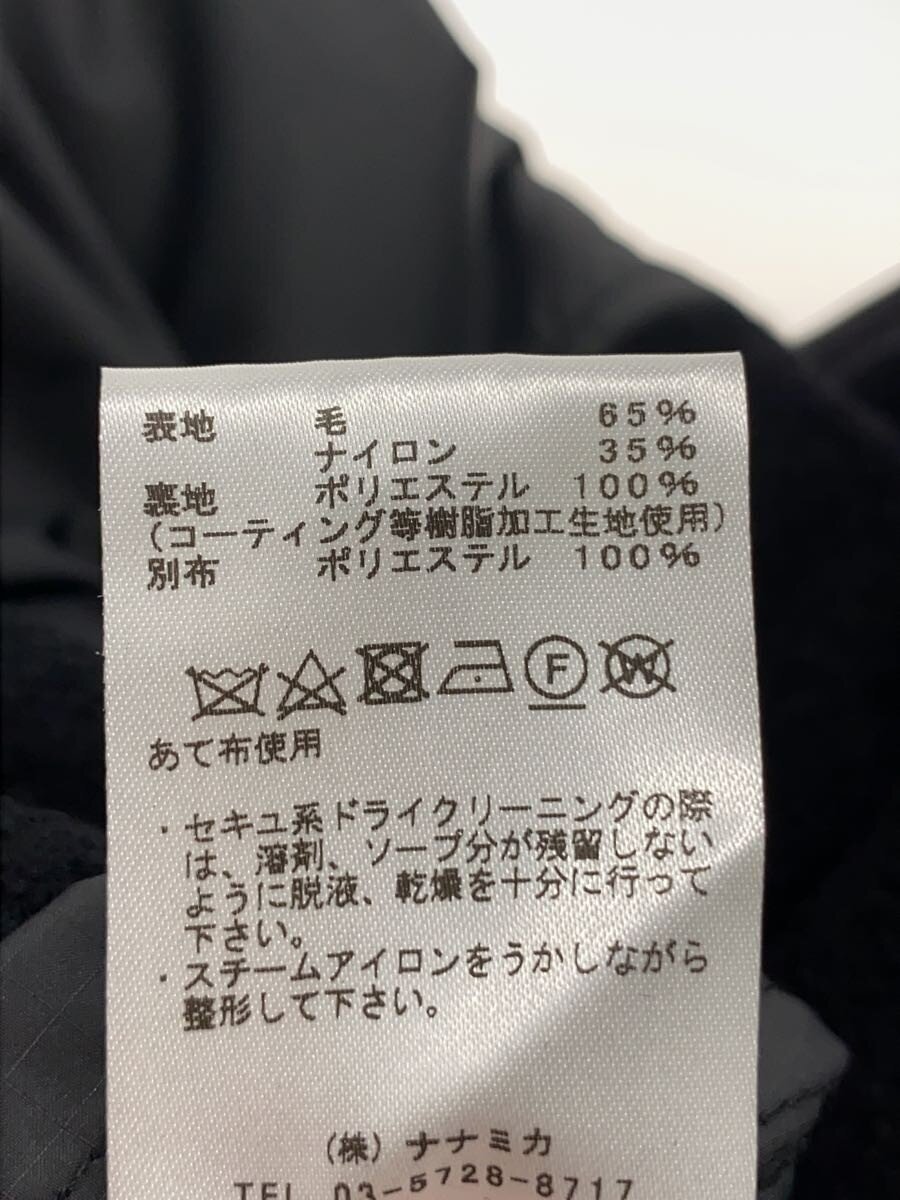 表地 毛 65%
ナイロン 35%
裏地 ポリエステル 100%
(コーティング等樹脂加工生地使用)
別布 ポリエステル 100%
F W
あて布使用
・セキユ系ドライクリーニングの際
は、溶剤、ソープ分が残留しない
ように脱液、乾燥を十分に行って
下さい。
・スチームアイロンをうかしながら
整形して下さい。
(株)ナナミカ
TEL 03-5728-8717